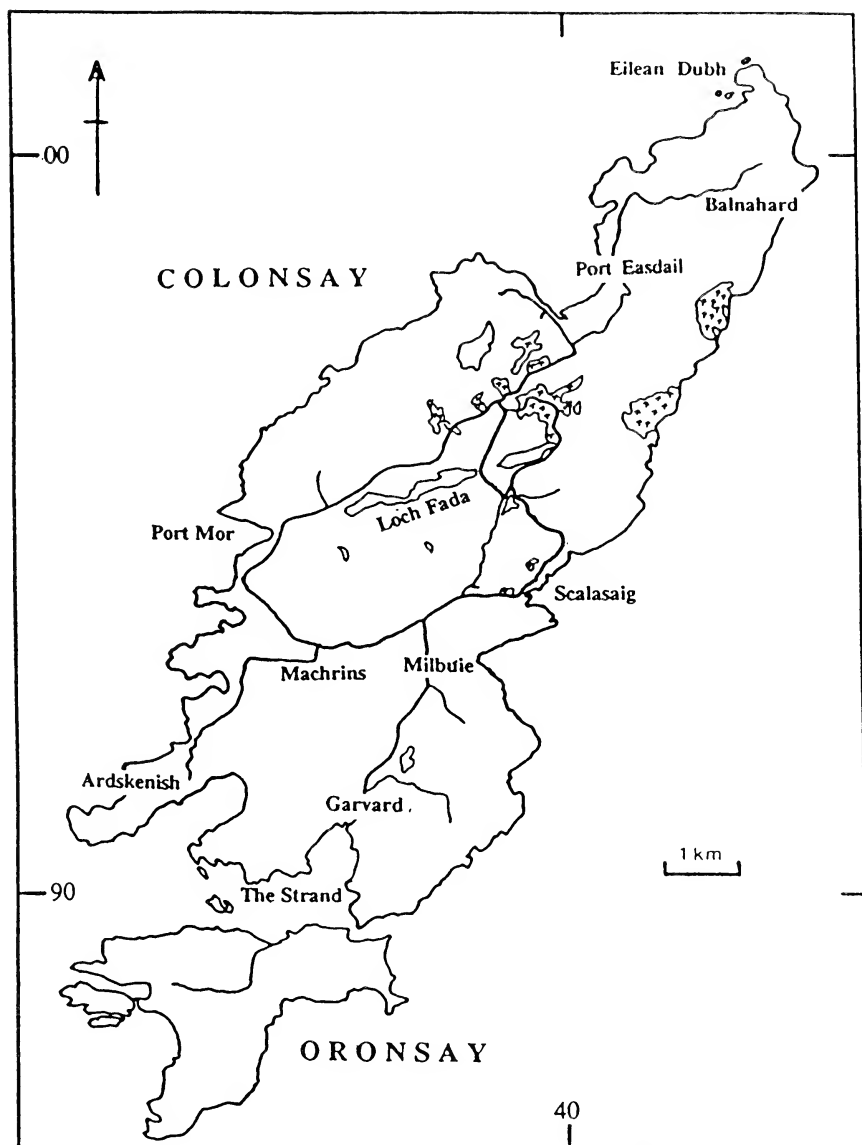 Eilean Dubh
00
Balnahard
Port Easdail
COLONSAY
Loch Fada
Port Mor
Scalasaig
Machrins
Milbuie
Ardskenish
Garvard
1 km
90
The Strand
ORONSAY
40